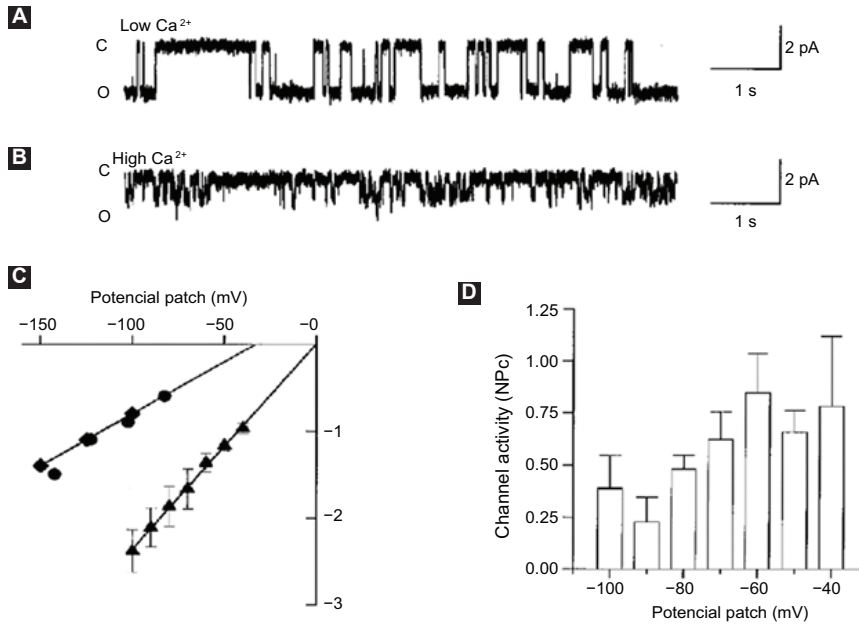 A
Low Ca²⁺
C
O
2 pA
1 s
B
High Ca²⁺
C
O
2 pA
1 s
C
Potencial patch (mV)
−150 −100 −50 −0
−1
−2
−3
D
Channel activity (NPc)
1.25
1.00
0.75
0.50
0.25
0.00
−100 −80 −60 −40
Potencial patch (mV)